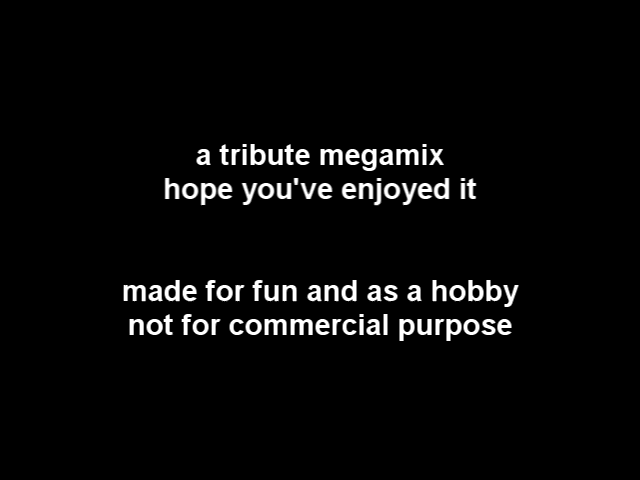 a tribute megamix
hope you've enjoyed it
made for fun and as a hobby
not for commercial purpose